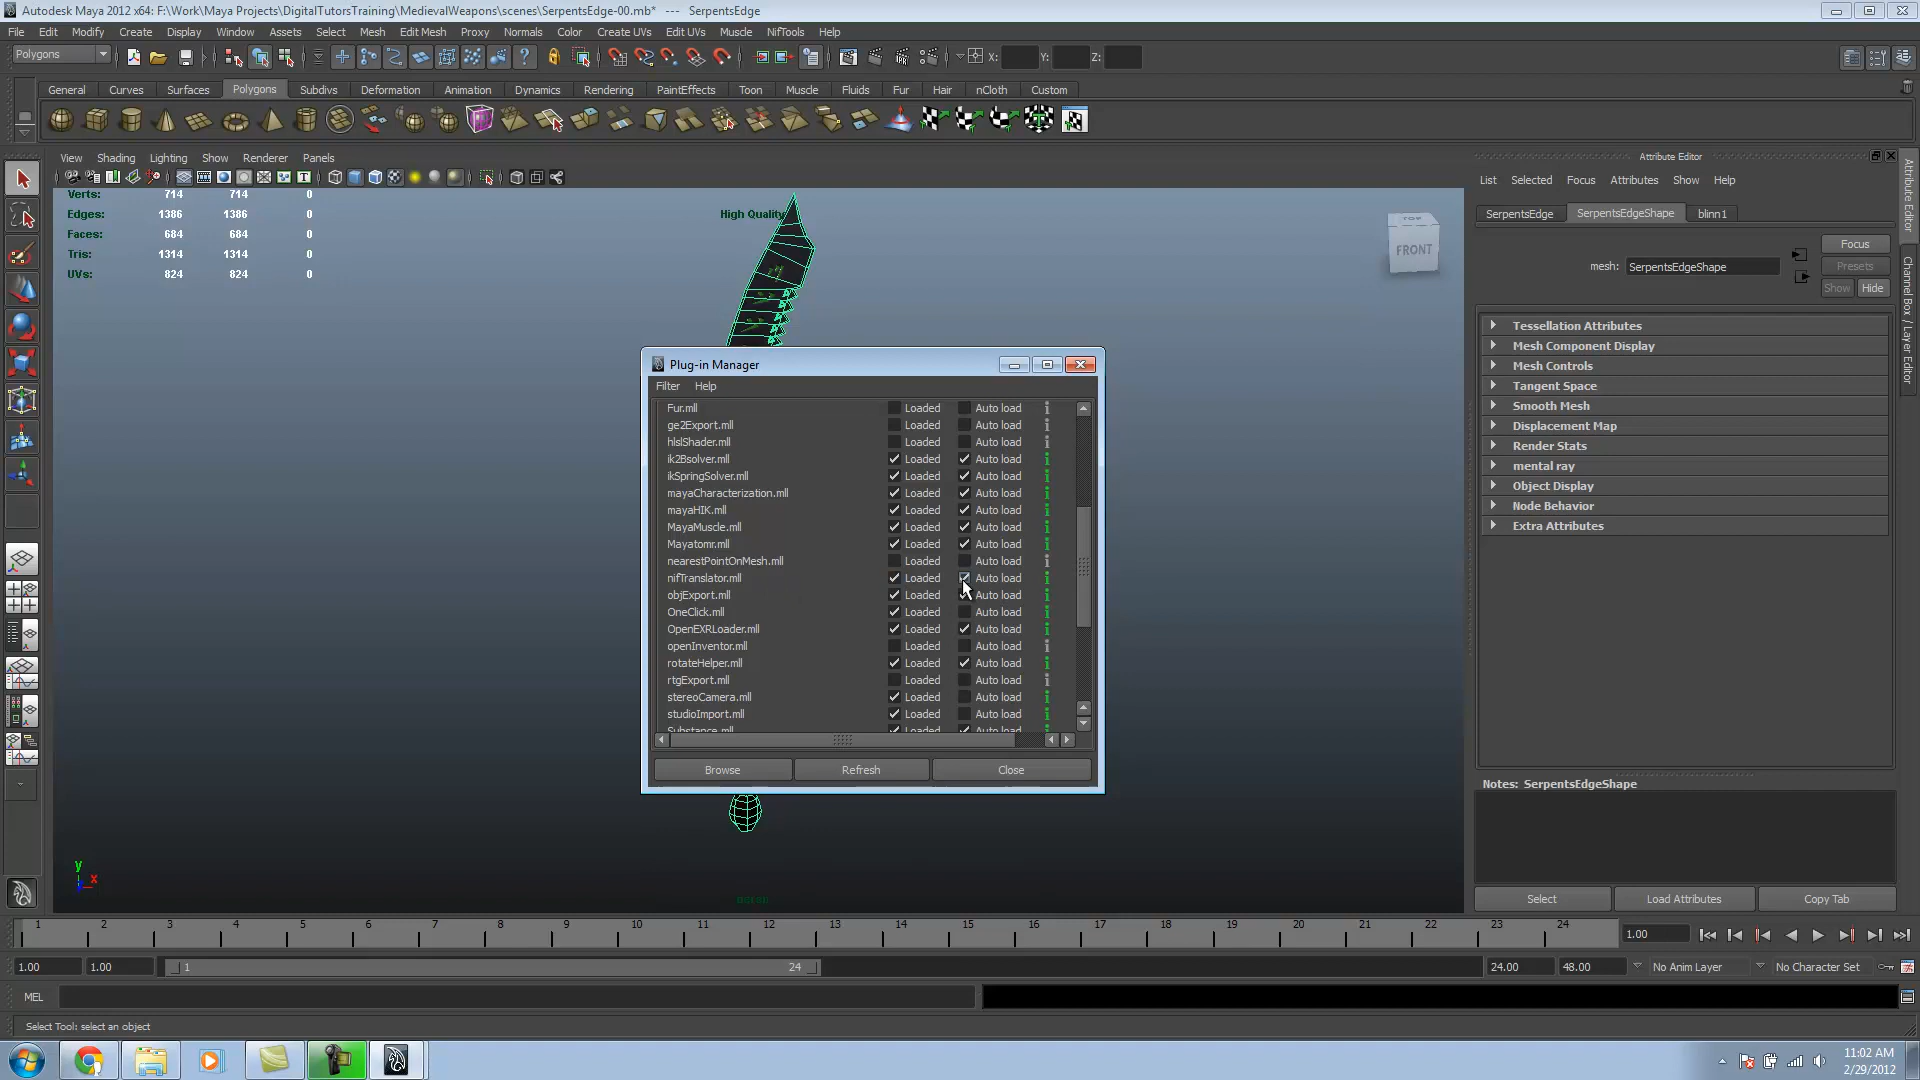 Autodesk Maya 2012 x64: F:\Work\Maya Projects\DigitalTutorsTraining\MedievalWeapons\scenes\SerpentsEdge-00.mb* --- SerpentsEdge
File Edit Modify Create Display Window Assets Select Mesh Edit Mesh Proxy Normals Color Create UVs Edit UVs Muscle NifTools Help
Polygons X: Y: Z:
General Curves Surfaces Polygons Subdivs Deformation Animation Dynamics Rendering PaintEffects Toon Muscle Fluids Fur Hair nCloth Custom
View Shading Lighting Show Renderer Panels
Verts: 714 714 0
Edges: 1386 1386 0
Faces: 684 684 0
Tris: 1314 1314 0
UVs: 824 824 0
High Quality
TOP
FRONT
Plug-in Manager
Filter Help
Fur.mll Loaded Auto load
ge2Export.mll Loaded Auto load
hlslShader.mll Loaded Auto load
ik2Bsolver.mll Loaded Auto load
ikSpringSolver.mll Loaded Auto load
mayaCharacterization.mll Loaded Auto load
mayaHIK.mll Loaded Auto load
MayaMuscle.mll Loaded Auto load
Mayatomr.mll Loaded Auto load
nearestPointOnMesh.mll Loaded Auto load
nifTranslator.mll Loaded Auto load
objExport.mll Loaded Auto load
OneClick.mll Loaded Auto load
OpenEXRLoader.mll Loaded Auto load
openInventor.mll Loaded Auto load
rotateHelper.mll Loaded Auto load
rtgExport.mll Loaded Auto load
stereoCamera.mll Loaded Auto load
studioImport.mll Loaded Auto load
Substance.mll Loaded Auto load
Browse Refresh Close
y
x
persp
Attribute Editor
List Selected Focus Attributes Show Help
SerpentsEdge SerpentsEdgeShape blinn1
Focus
mesh: SerpentsEdgeShape Presets
Show Hide
Tessellation Attributes
Mesh Component Display
Mesh Controls
Tangent Space
Smooth Mesh
Displacement Map
Render Stats
mental ray
Object Display
Node Behavior
Extra Attributes
Notes: SerpentsEdgeShape
Select Load Attributes Copy Tab
Attribute Editor
Channel Box / Layer Editor
1 2 3 4 5 6 7 8 9 10 11 12 13 14 15 16 17 18 19 20 21 22 23 24 1.00
1.00 1.00 1 24 24.00 48.00 No Anim Layer No Character Set
MEL
Select Tool: select an object
11:02 AM
2/29/2012